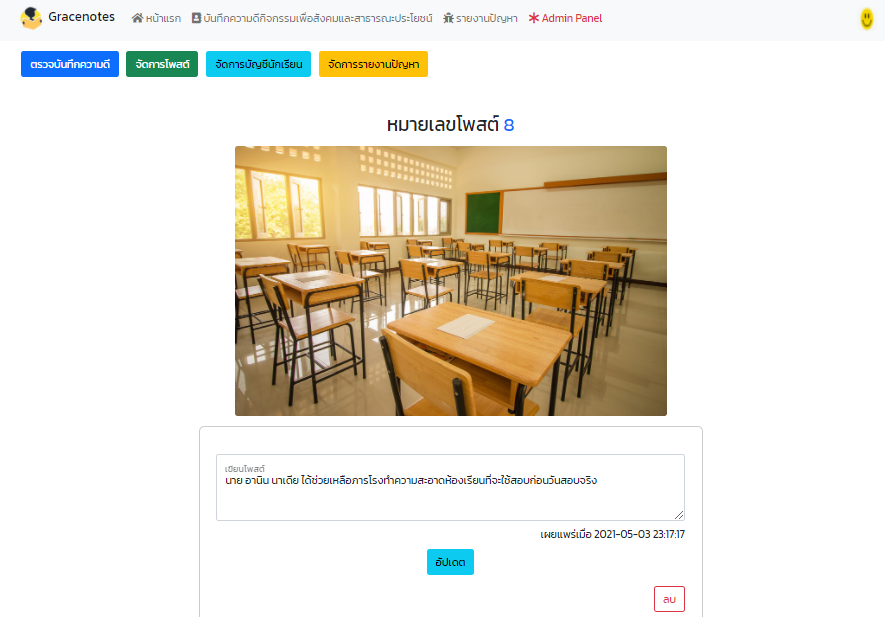 Gracenotes หน้าแรก บันทึกความดีกิจกรรมเพื่อสังคมและสาธารณะประโยชน์ รายงานปัญหา Admin Panel
ตรวจบันทึกความดี จัดการโพสต์ จัดการบัญชีนักเรียน จัดการรายงานปัญหา
หมายเลขโพสต์ 8
เขียนโพสต์
นาย อานิน นาเดีย ได้ช่วยเหลือภารโรงทำความสะอาดห้องเรียนที่จะใช้สอบก่อนวันสอบจริง
เผยแพร่เมื่อ 2021-05-03 23:17:17
อัปเดต
ลบ